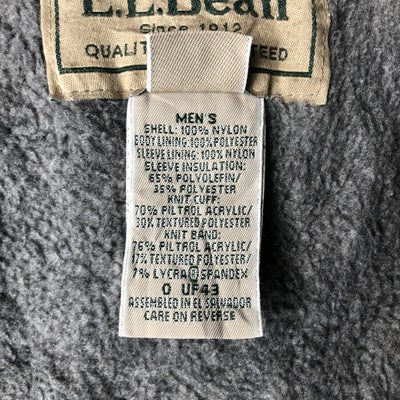 L.L.Bean
Since 1912
QUAL TEED
MEN'S
SHELL: 100% NYLON
BODY LINING: 100% POLYESTER
SLEEVE LINING: 100% NYLON
SLEEVE INSULATION:
65% POLYOLEFIN/
35% POLYESTER
KNIT CUFF:
70% PILTROL ACRYLIC/
30% TEXTURED POLYESTER
KNIT BAND:
76% PILTROL ACRYLIC/
17% TEXTURED POLYESTER/
7% LYCRA® SPANDEX
0 UF43
ASSEMBLED IN EL SALVADOR
CARE ON REVERSE